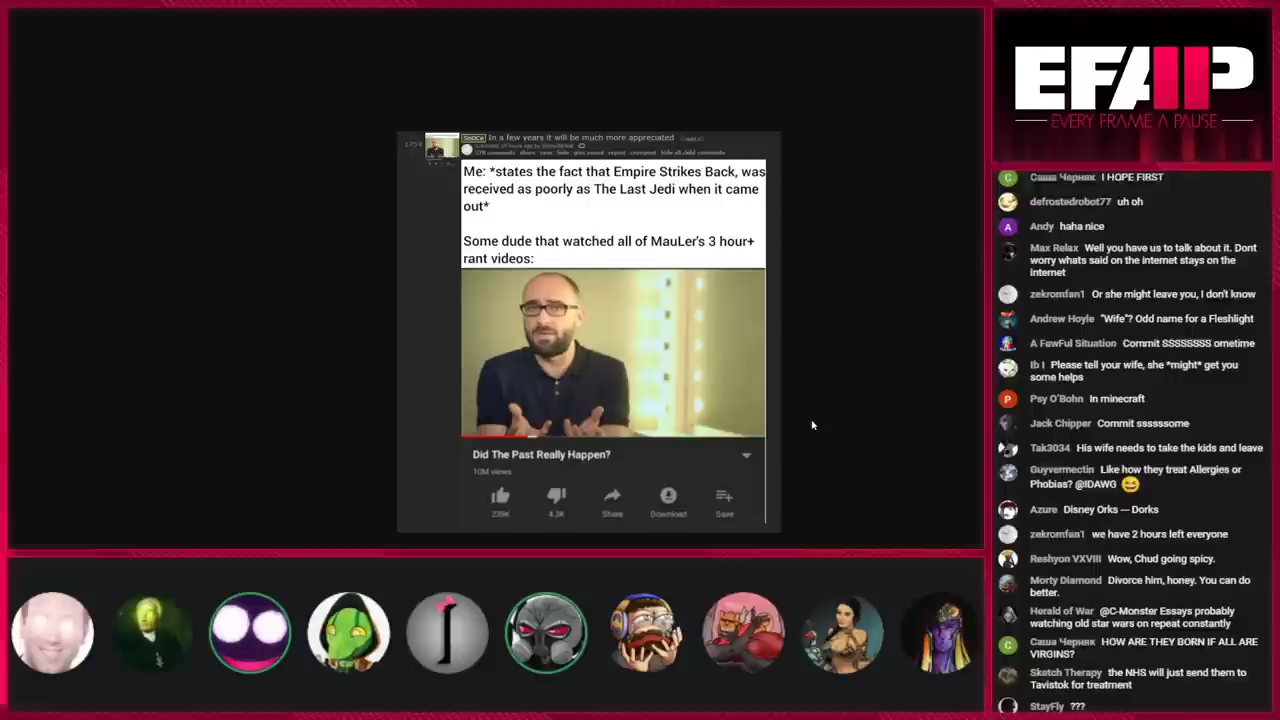 In a few years it will be much more appreciated
Me: *states the fact that Empire Strikes Back, was
received as poorly as The Last Jedi when it came
out*
Some dude that watched all of MauLer's 3 hour+
rant videos:
Did The Past Really Happen?
10M views
239K
4.3K
Share
Download
Save
EFAP
EVERY FRAME A PAUSE
Саша Черняк I HOPE FIRST
defrostedrobot77 uh oh
Andy haha nice
Max Relax Well you have us to talk about it. Dont
worry whats said on the internet stays on the
internet
zekromfan1 Or she might leave you, I don't know
Andrew Hoyle "Wife"? Odd name for a Fleshlight
A FewFul Situation Commit SSSSSSSS ometime
Ib I Please tell your wife, she *might* get you
some helps
Psy O'Bohn In minecraft
Jack Chipper Commit sssssome
Tak3034 His wife needs to take the kids and leave
Guyvermectin Like how they treat Allergies or
Phobias? @IDAWG
Azure Disney Orks — Dorks
zekromfan1 we have 2 hours left everyone
Reshyon VXVIII Wow, Chud going spicy.
Morty Diamond Divorce him, honey. You can do
better.
Herald of War @C-Monster Essays probably
watching old star wars on repeat constantly
Саша Черняк HOW ARE THEY BORN IF ALL ARE
VIRGINS?
Sketch Therapy the NHS will just send them to
Tavistok for treatment
StayFly ???